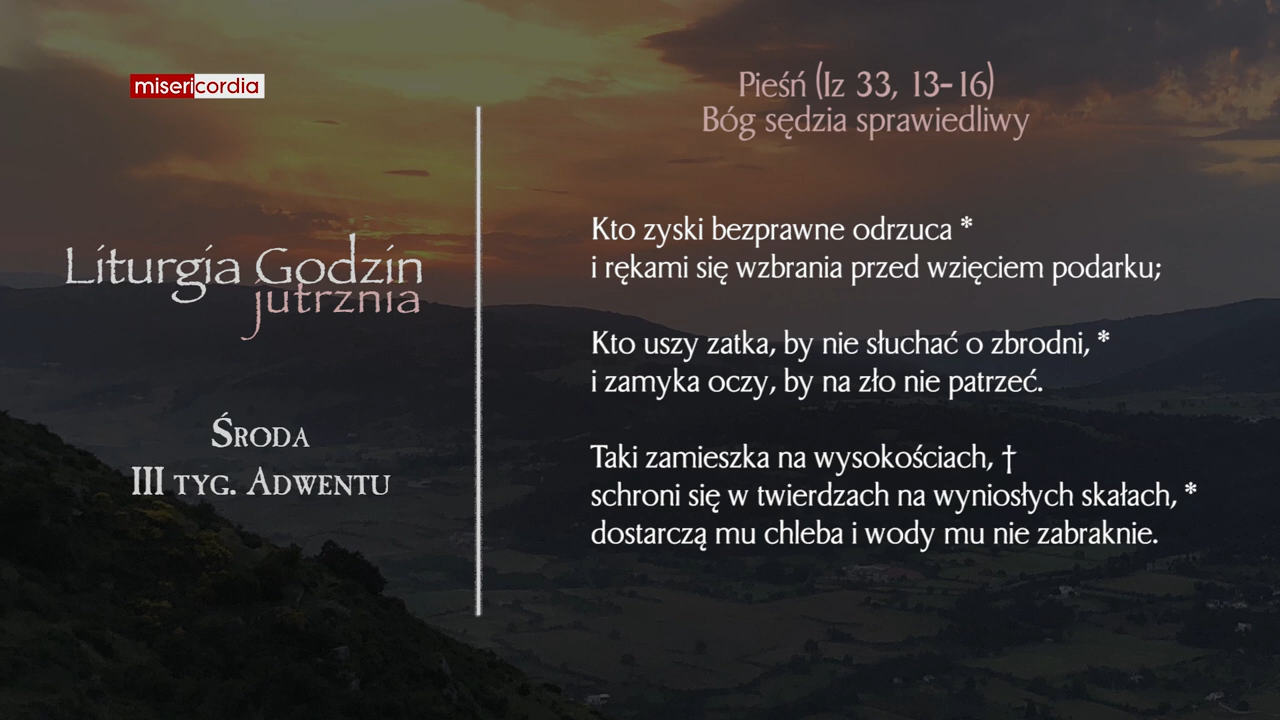 misericordia
Liturgia Godzin
jutrznia
Środa
III tyg. Adwentu
Pieśń (Iz 33, 13-16)
Bóg sędzia sprawiedliwy
Kto zyski bezprawne odrzuca *
i rękami się wzbrania przed wzięciem podarku;
Kto uszy zatka, by nie słuchać o zbrodni, *
i zamyka oczy, by na zło nie patrzeć.
Taki zamieszka na wysokościach, †
schroni się w twierdzach na wyniosłych skałach, *
dostarczą mu chleba i wody mu nie zabraknie.